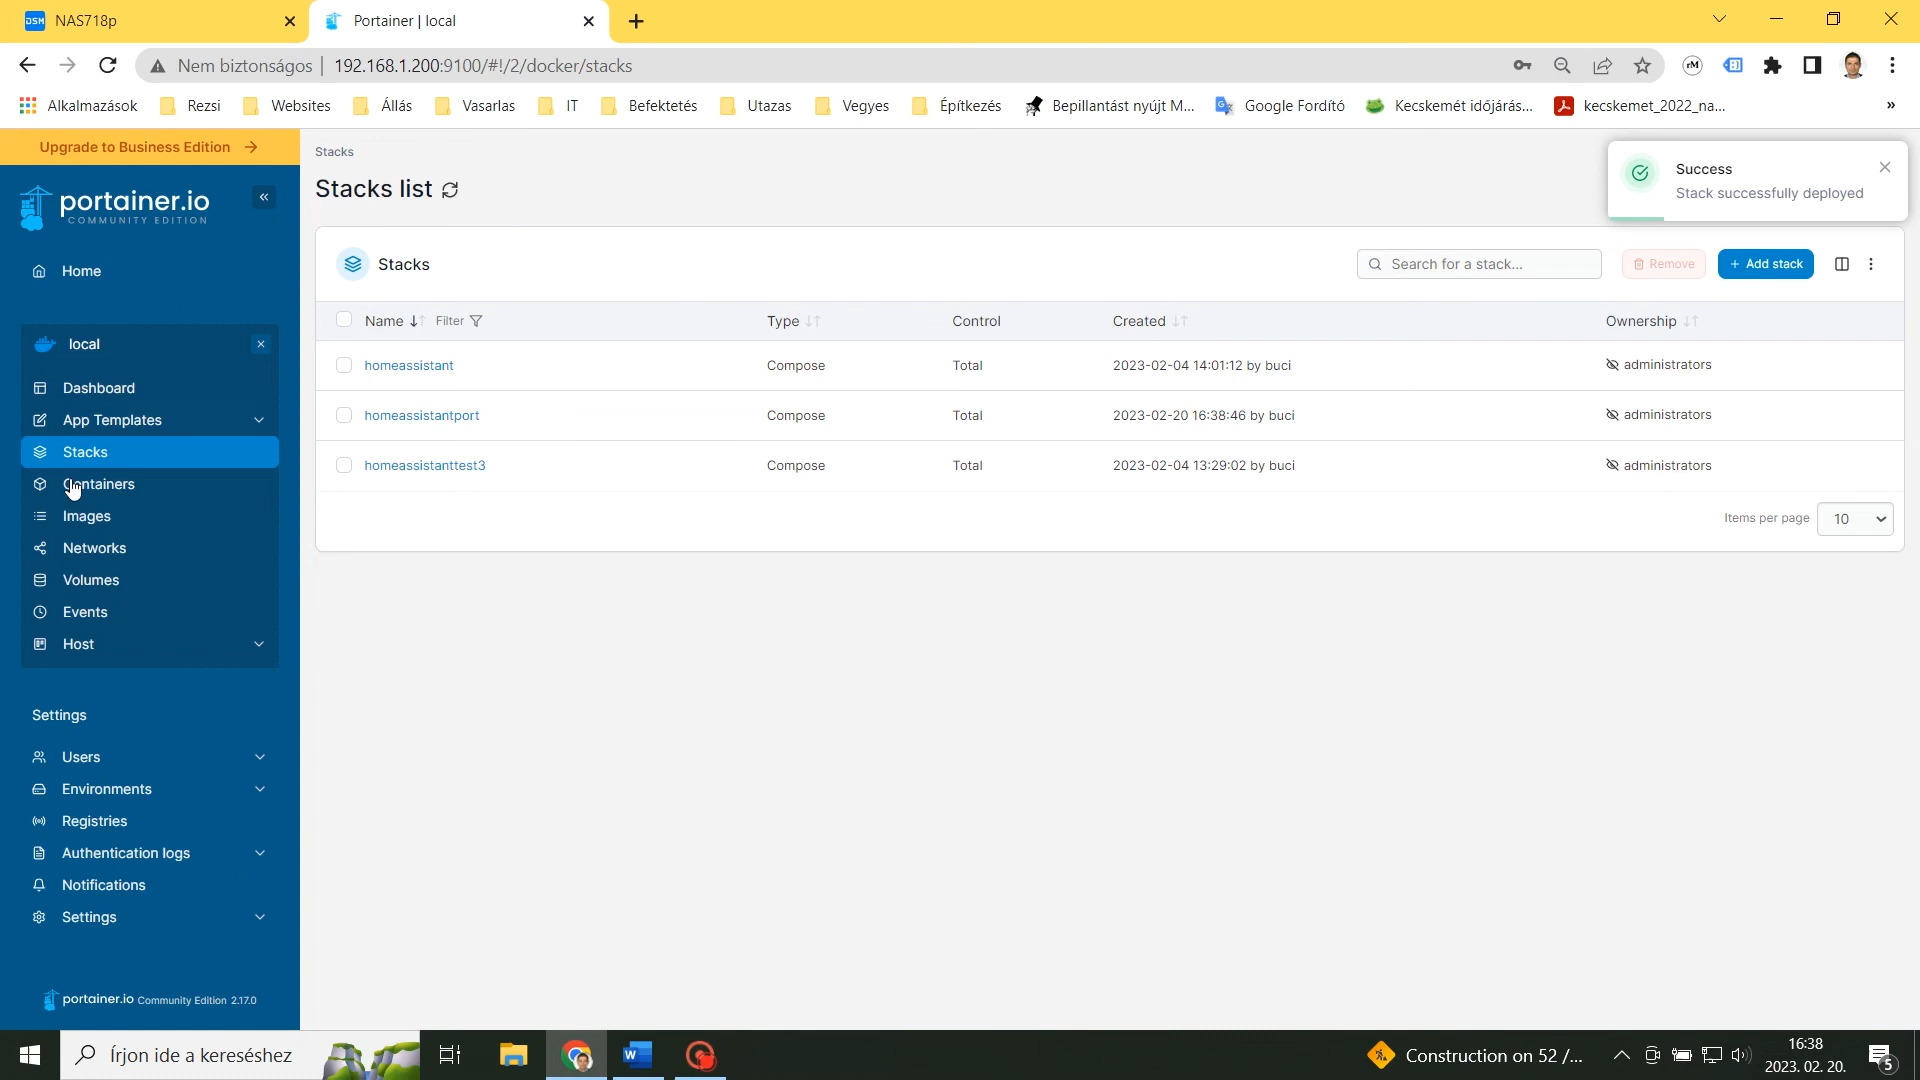 NAS718p
Portainer | local
Nem biztonságos | 192.168.1.200:9100/#!/2/docker/stacks
Alkalmazások
Rezsi
Websites
Állás
Vasarlas
IT
Befektetés
Utazas
Vegyes
Építkezés
Bepillantást nyújt M...
Google Fordító
Kecskemét időjárás...
kecskemet_2022_na...
»
Upgrade to Business Edition →
portainer.io
COMMUNITY EDITION
Home
local
Dashboard
App Templates
Stacks
Containers
Images
Networks
Volumes
Events
Host
Settings
Users
Environments
Registries
Authentication logs
Notifications
Settings
portainer.io Community Edition 2.17.0
Stacks
Stacks list
Success
Stack successfully deployed
Stacks
Search for a stack...
Remove
+ Add stack
Name Filter Type Control Created Ownership
homeassistant Compose Total 2023-02-04 14:01:12 by buci administrators
homeassistantport Compose Total 2023-02-20 16:38:46 by buci administrators
homeassistanttest3 Compose Total 2023-02-04 13:29:02 by buci administrators
Items per page 10
Írjon ide a kereséshez
Construction on 52 /...
16:38
2023. 02. 20.
5